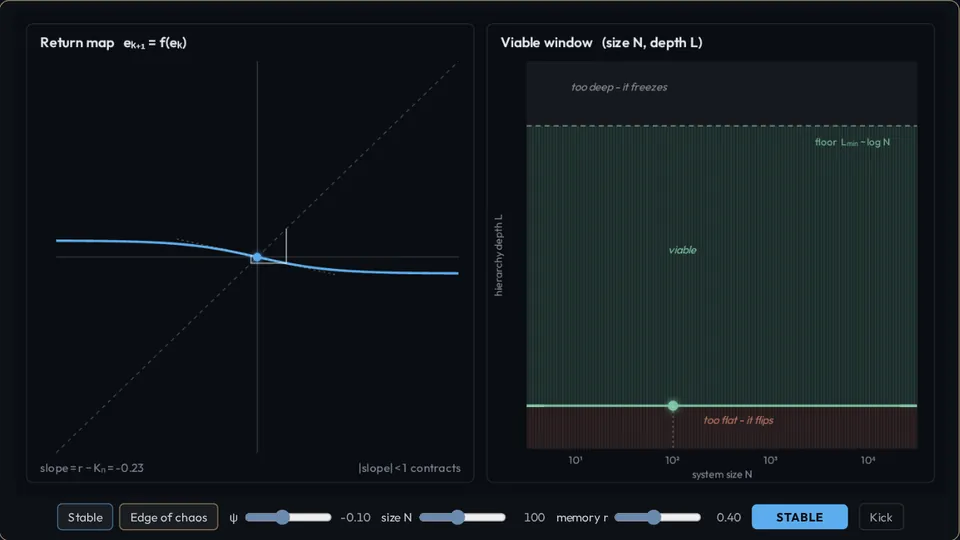 Return map eₖ₊₁ = f(eₖ)
slope = r − Kₙ = -0.23
|slope| < 1 contracts
Viable window (size N, depth L)
too deep - it freezes
floor Lₘᵢₙ ~ log N
viable
too flat - it flips
hierarchy depth L
10¹ 10² 10³ 10⁴
system size N
Stable Edge of chaos ψ -0.10 size N 100 memory r 0.40 STABLE Kick